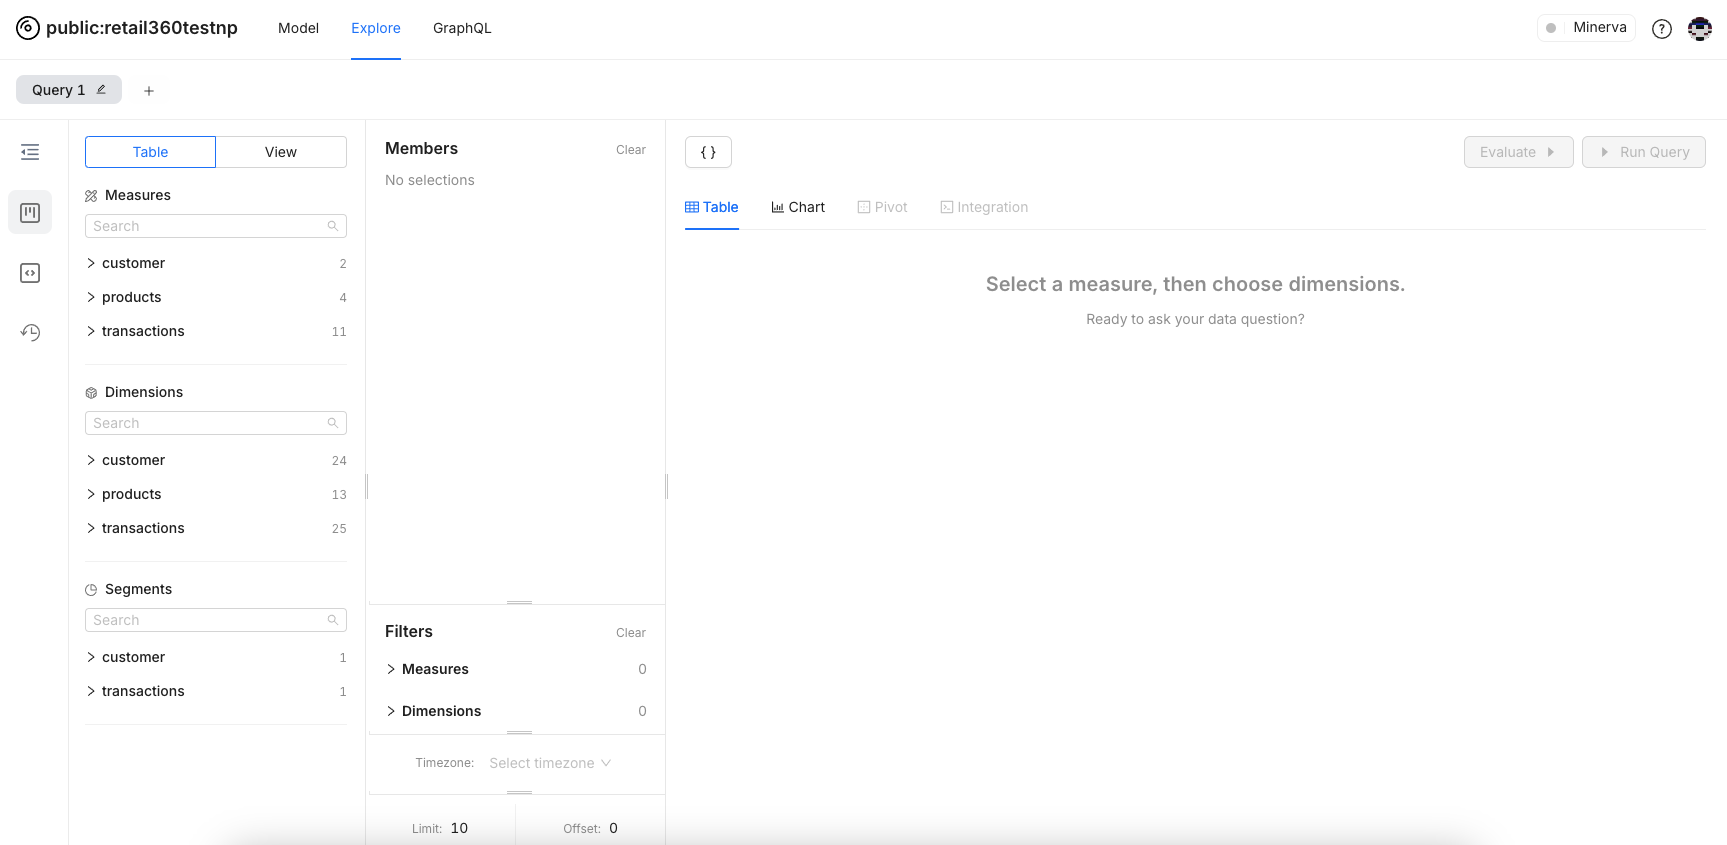 public:retail360testnp
Model Explore GraphQL
Minerva
Query 1
+
Table View
Measures
Search
customer 2
products 4
transactions 11
Dimensions
Search
customer 24
products 13
transactions 25
Segments
Search
customer 1
transactions 1
Members Clear
No selections
Filters Clear
Measures 0
Dimensions 0
Timezone: Select timezone
Limit: 10 Offset: 0
{ }
Evaluate Run Query
Table Chart Pivot Integration
Select a measure, then choose dimensions.
Ready to ask your data question?